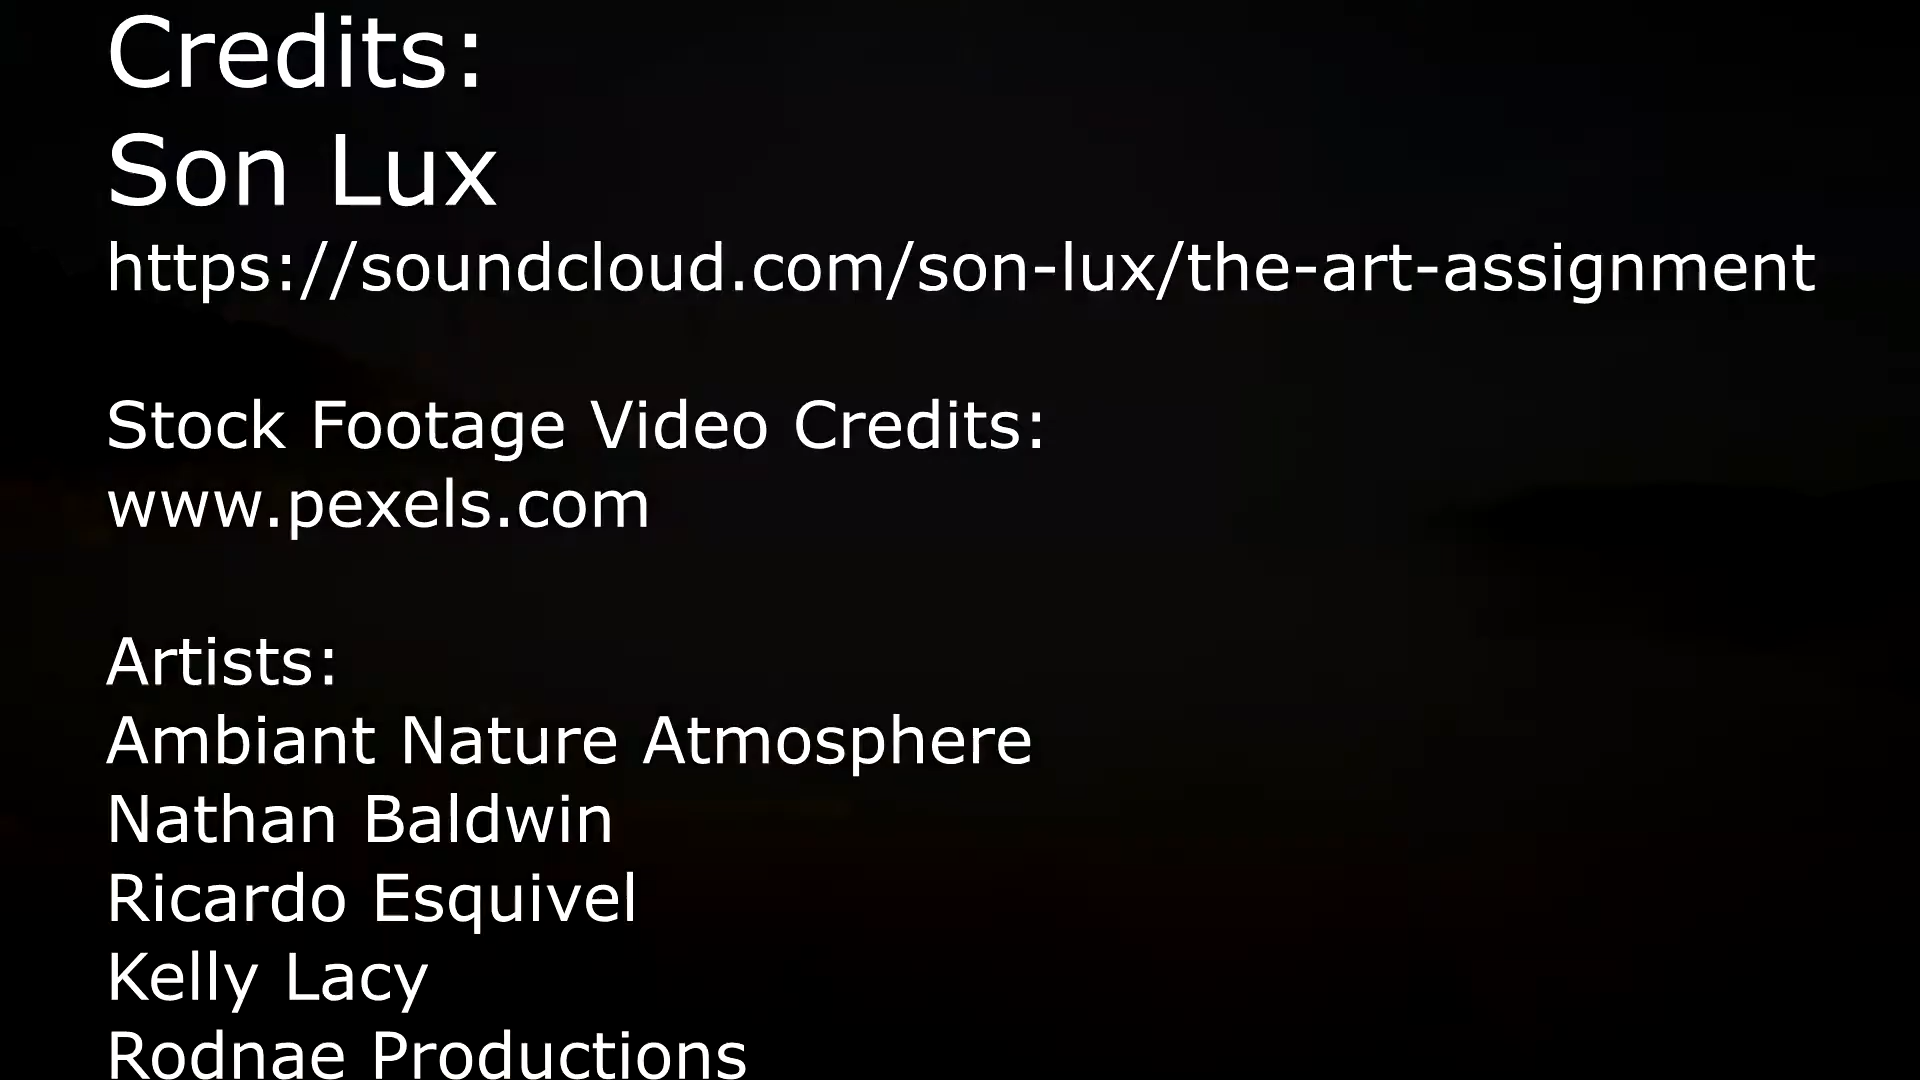 Credits:
Son Lux
https://soundcloud.com/son-lux/the-art-assignment
Stock Footage Video Credits:
www.pexels.com
Artists:
Ambiant Nature Atmosphere
Nathan Baldwin
Ricardo Esquivel
Kelly Lacy
Rodnae Productions